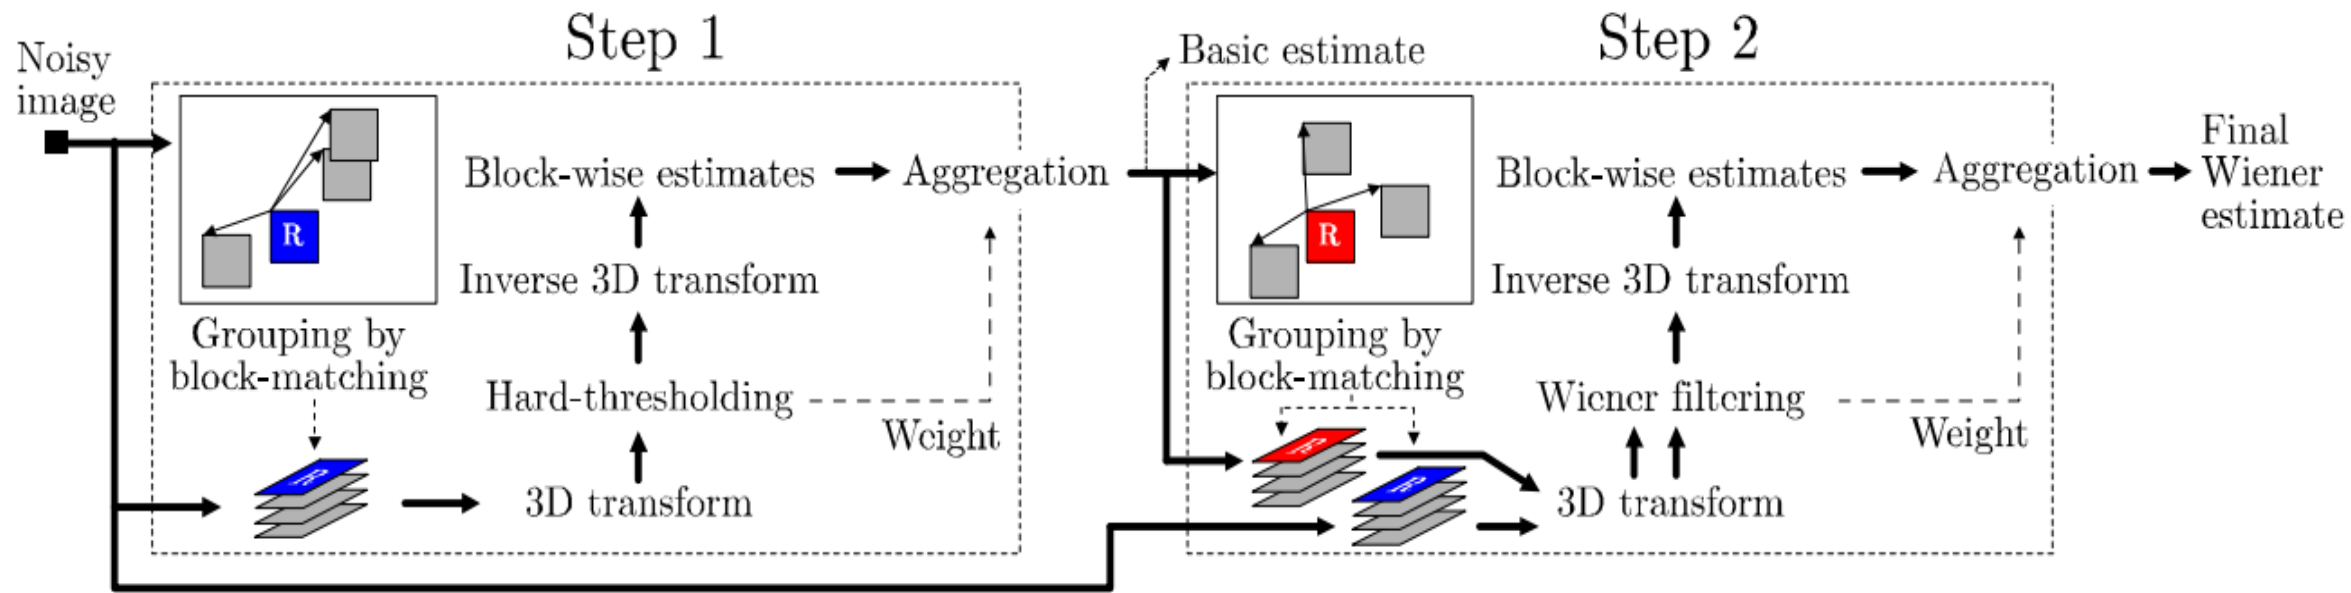 Step 1
Step 2
Noisy
image
Basic estimate
R
Block-wise estimates
Aggregation
Inverse 3D transform
Grouping by
block-matching
Hard-thresholding
Weight
R
3D transform
R
Block-wise estimates
Aggregation
Final
Wiener
estimate
Inverse 3D transform
Grouping by
block-matching
Wiener filtering
Weight
R
R
3D transform